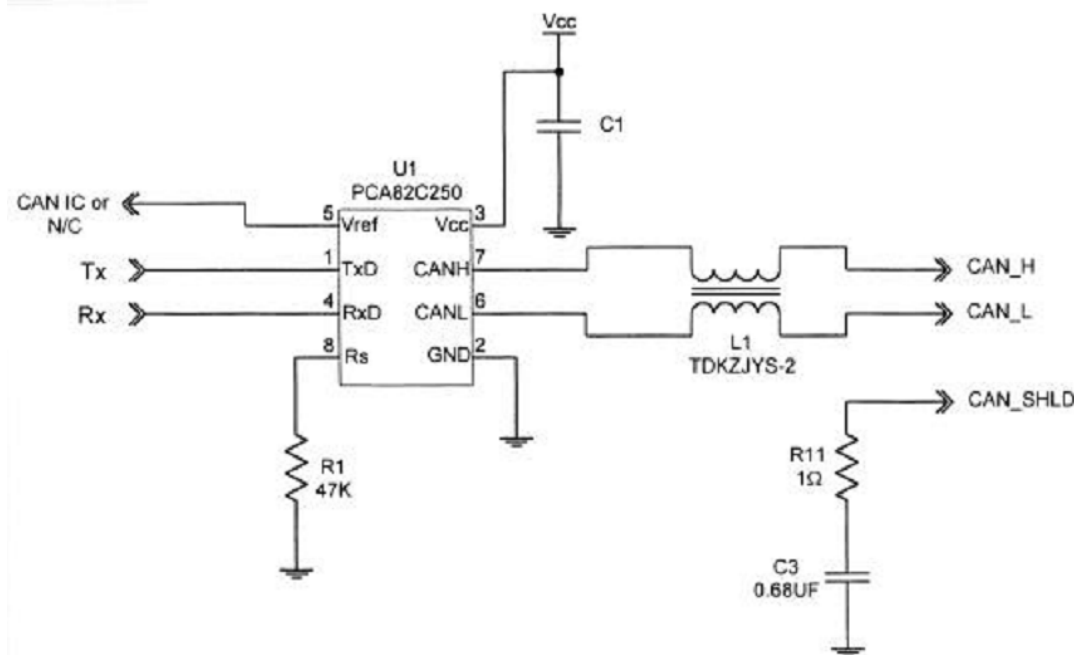 Vcc
C1
U1
PCA82C250
CAN IC or
N/C
5
Vref
Vcc
3
Tx
1
TxD
CANH
7
CAN_H
Rx
4
RxD
CANL
6
CAN_L
8
Rs
GND
2
L1
TDKZJYS-2
CAN_SHLD
R1
47K
R11
1Ω
C3
0.68UF